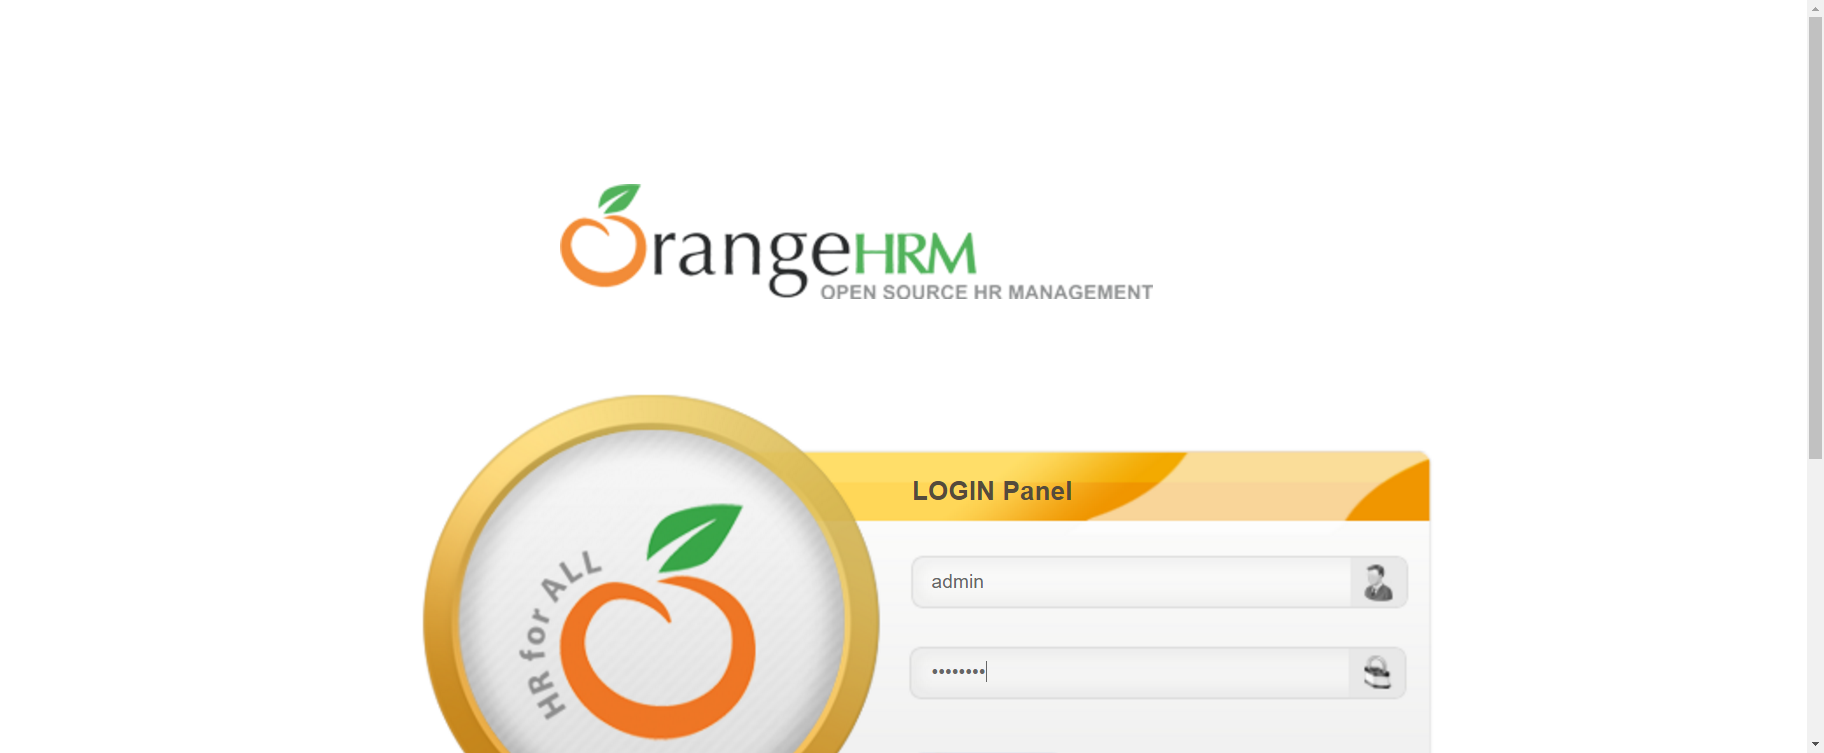 OrangeHRM
OPEN SOURCE HR MANAGEMENT
LOGIN Panel
HR for ALL
admin
••••••••